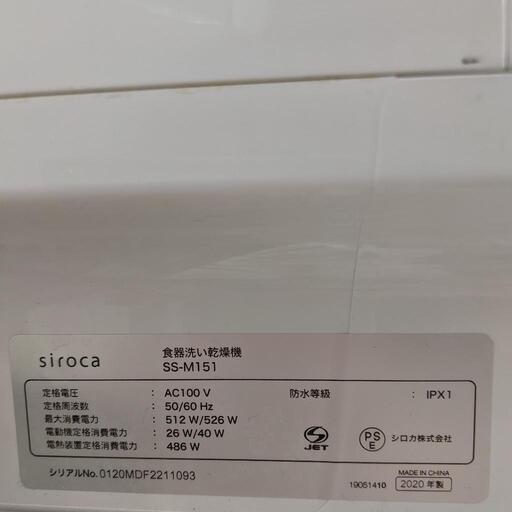 siroca
食器洗い乾燥機
SS-M151
定格電圧 : AC100 V
防水等級 : IPX1
定格周波数 : 50/60 Hz
最大消費電力 : 512 W/526 W
電動機定格消費電力 : 26 W/40 W
電熱装置定格消費電力 : 486 W
S JET
PS E
シロカ株式会社
シリアルNo. 0120MDF2211093
19051410
MADE IN CHINA
2020 年製